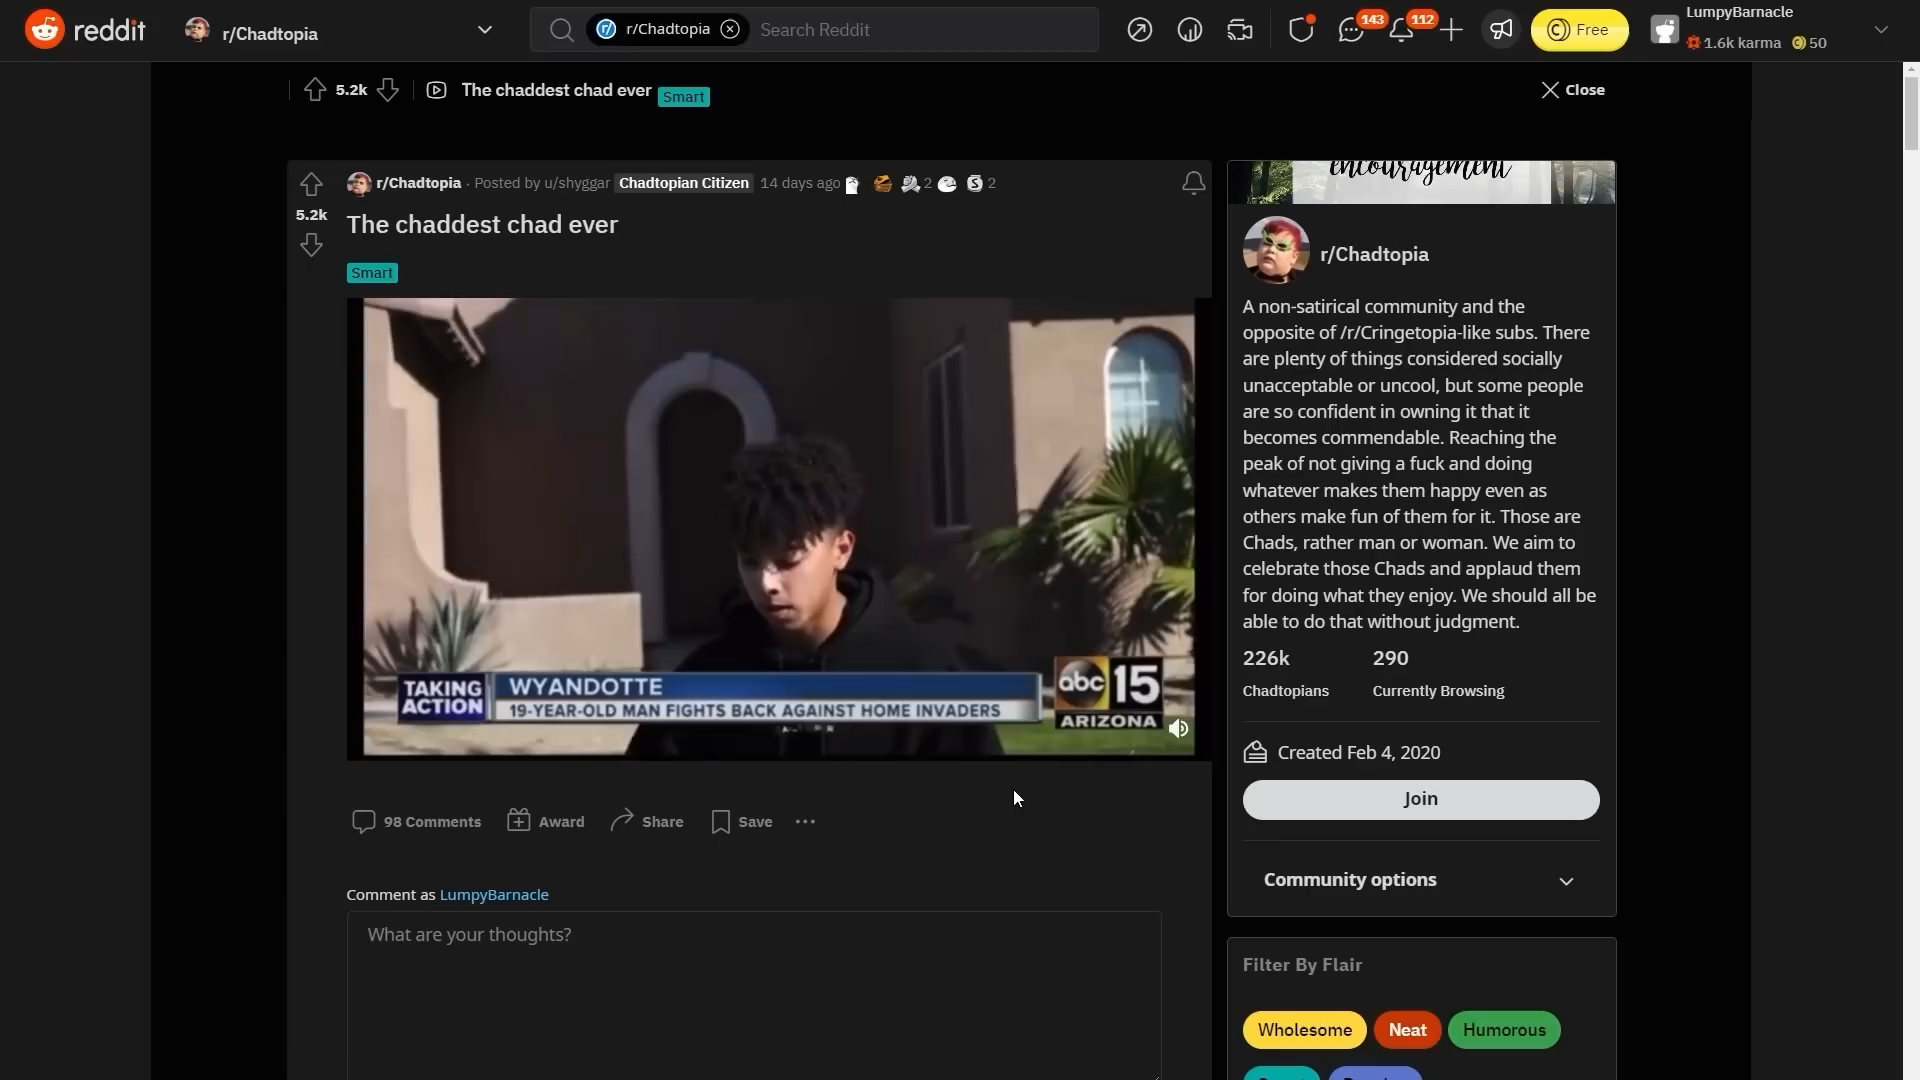 reddit
r/Chadtopia
r/Chadtopia
Search Reddit
143
112
Free
LumpyBarnacle
1.6k karma
50
5.2k
The chaddest chad ever
Smart
Close
r/Chadtopia · Posted by u/shyggar Chadtopian Citizen 14 days ago
2
2
5.2k
The chaddest chad ever
Smart
TAKING ACTION
WYANDOTTE
19-YEAR-OLD MAN FIGHTS BACK AGAINST HOME INVADERS
abc 15
ARIZONA
98 Comments
Award
Share
Save
Comment as LumpyBarnacle
What are your thoughts?
encouragement
r/Chadtopia
A non-satirical community and the
opposite of /r/Cringetopia-like subs. There
are plenty of things considered socially
unacceptable or uncool, but some people
are so confident in owning it that it
becomes commendable. Reaching the
peak of not giving a fuck and doing
whatever makes them happy even as
others make fun of them for it. Those are
Chads, rather man or woman. We aim to
celebrate those Chads and applaud them
for doing what they enjoy. We should all be
able to do that without judgment.
226k
290
Chadtopians
Currently Browsing
Created Feb 4, 2020
Join
Community options
Filter By Flair
Wholesome
Neat
Humorous